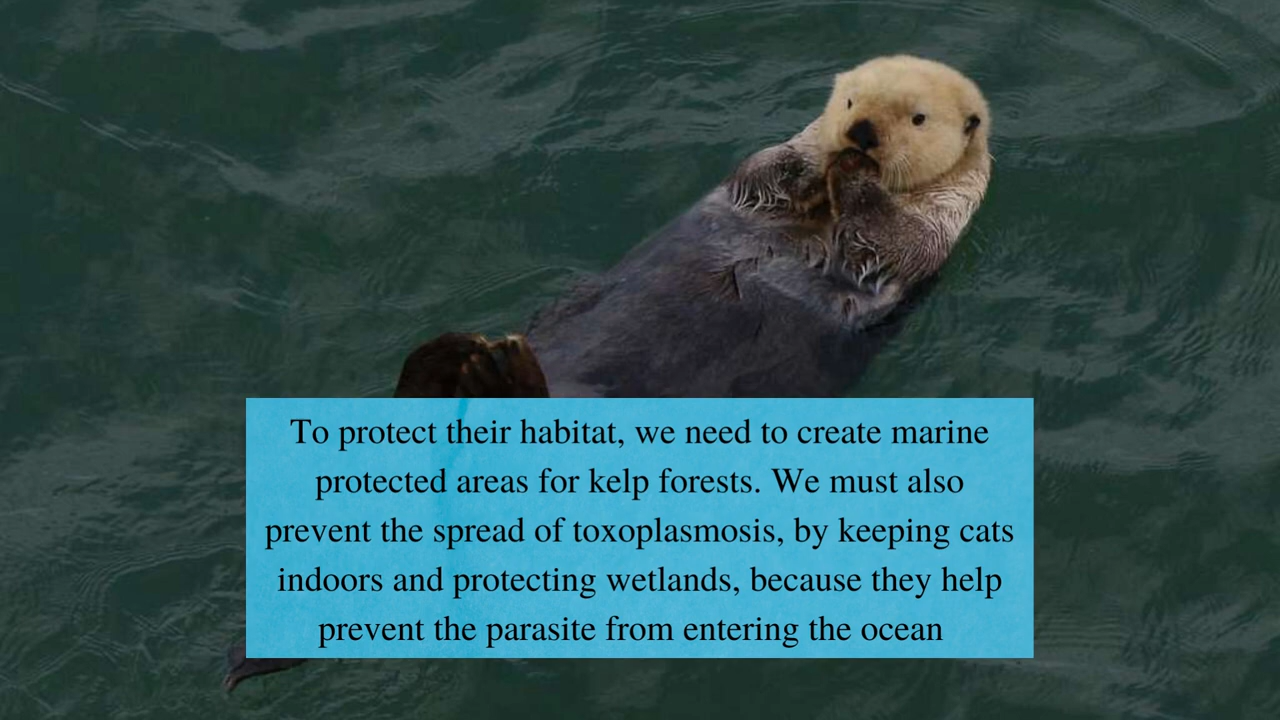 To protect their habitat, we need to create marine
protected areas for kelp forests. We must also
prevent the spread of toxoplasmosis, by keeping cats
indoors and protecting wetlands, because they help
prevent the parasite from entering the ocean